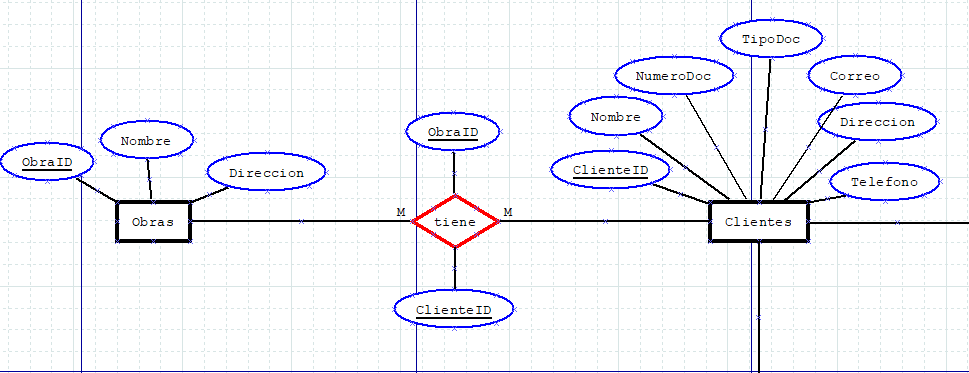 TipoDoc
NumeroDoc
Correo
Nombre
Direccion
ObraID
Nombre
ObraID
Direccion
ClienteID
Telefono
Obras
M
tiene
M
Clientes
ClienteID